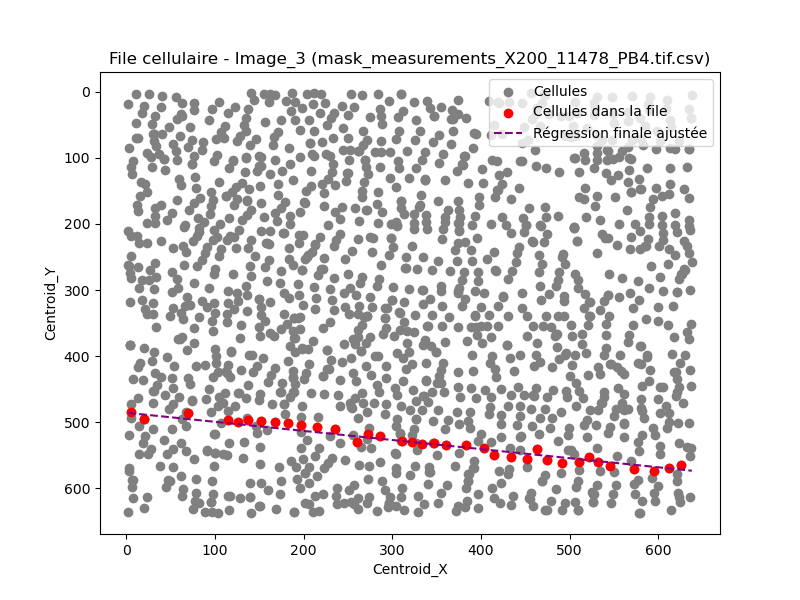 File cellulaire - Image_3 (mask_measurements_X200_11478_PB4.tif.csv)
Cellules
Cellules dans la file
Régression finale ajustée
0
100
200
300
400
500
600
Centroid_Y
0
100
200
300
400
500
600
Centroid_X